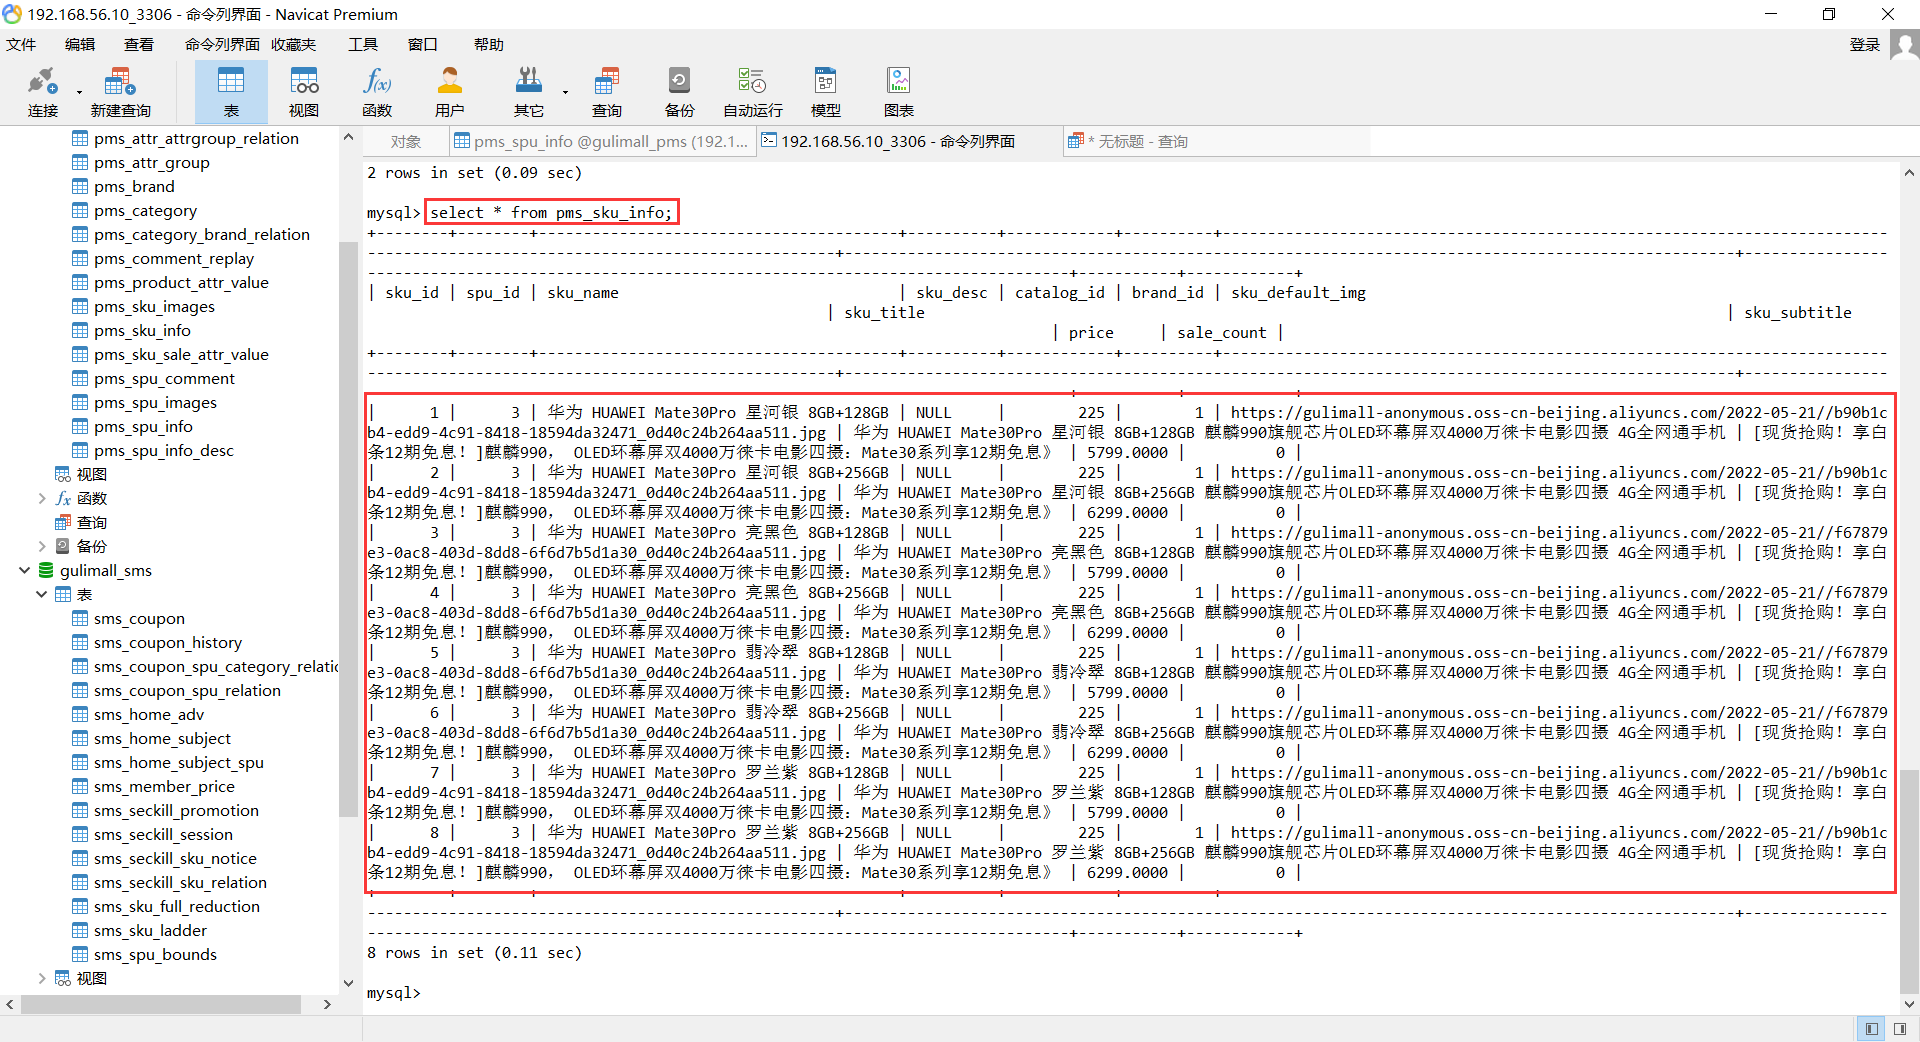 192.168.56.10_3306 - 命令列界面 - Navicat Premium
文件 编辑 查看 命令列界面 收藏夹 工具 窗口 帮助 登录
连接 新建查询 表 视图 函数 用户 其它 查询 备份 自动运行 模型 图表
对象 pms_spu_info @gulimall_pms (192.1... 192.168.56.10_3306 - 命令列界面 * 无标题 - 查询
pms_attr_attrgroup_relation
pms_attr_group
pms_brand
pms_category
pms_category_brand_relation
pms_comment_replay
pms_product_attr_value
pms_sku_images
pms_sku_info
pms_sku_sale_attr_value
pms_spu_comment
pms_spu_images
pms_spu_info
pms_spu_info_desc
视图
函数
查询
备份
gulimall_sms
表
sms_coupon
sms_coupon_history
sms_coupon_spu_category_relatic
sms_coupon_spu_relation
sms_home_adv
sms_home_subject
sms_home_subject_spu
sms_member_price
sms_seckill_promotion
sms_seckill_session
sms_seckill_sku_notice
sms_seckill_sku_relation
sms_sku_full_reduction
sms_sku_ladder
sms_spu_bounds
视图
2 rows in set (0.09 sec)
mysql> select * from pms_sku_info;
| sku_id | spu_id | sku_name | sku_desc | catalog_id | brand_id | sku_default_img
| sku_title | sku_subtitle
| price | sale_count |
| 1 | 3 | 华为 HUAWEI Mate30Pro 星河银 8GB+128GB | NULL | 225 | 1 | https://gulimall-anonymous.oss-cn-beijing.aliyuncs.com/2022-05-21//b90b1c
b4-edd9-4c91-8418-18594da32471_0d40c24b264aa511.jpg | 华为 HUAWEI Mate30Pro 星河银 8GB+128GB 麒麟990旗舰芯片OLED环幕屏双4000万徕卡电影四摄 4G全网通手机 | [现货抢购！享白
条12期免息！]麒麟990， OLED环幕屏双4000万徕卡电影四摄：Mate30系列享12期免息》 | 5799.0000 | 0 |
| 2 | 3 | 华为 HUAWEI Mate30Pro 星河银 8GB+256GB | NULL | 225 | 1 | https://gulimall-anonymous.oss-cn-beijing.aliyuncs.com/2022-05-21//b90b1c
b4-edd9-4c91-8418-18594da32471_0d40c24b264aa511.jpg | 华为 HUAWEI Mate30Pro 星河银 8GB+256GB 麒麟990旗舰芯片OLED环幕屏双4000万徕卡电影四摄 4G全网通手机 | [现货抢购！享白
条12期免息！]麒麟990， OLED环幕屏双4000万徕卡电影四摄：Mate30系列享12期免息》 | 6299.0000 | 0 |
| 3 | 3 | 华为 HUAWEI Mate30Pro 亮黑色 8GB+128GB | NULL | 225 | 1 | https://gulimall-anonymous.oss-cn-beijing.aliyuncs.com/2022-05-21//f67879
e3-0ac8-403d-8dd8-6f6d7b5d1a30_0d40c24b264aa511.jpg | 华为 HUAWEI Mate30Pro 亮黑色 8GB+128GB 麒麟990旗舰芯片OLED环幕屏双4000万徕卡电影四摄 4G全网通手机 | [现货抢购！享白
条12期免息！]麒麟990， OLED环幕屏双4000万徕卡电影四摄：Mate30系列享12期免息》 | 5799.0000 | 0 |
| 4 | 3 | 华为 HUAWEI Mate30Pro 亮黑色 8GB+256GB | NULL | 225 | 1 | https://gulimall-anonymous.oss-cn-beijing.aliyuncs.com/2022-05-21//f67879
e3-0ac8-403d-8dd8-6f6d7b5d1a30_0d40c24b264aa511.jpg | 华为 HUAWEI Mate30Pro 亮黑色 8GB+256GB 麒麟990旗舰芯片OLED环幕屏双4000万徕卡电影四摄 4G全网通手机 | [现货抢购！享白
条12期免息！]麒麟990， OLED环幕屏双4000万徕卡电影四摄：Mate30系列享12期免息》 | 6299.0000 | 0 |
| 5 | 3 | 华为 HUAWEI Mate30Pro 翡冷翠 8GB+128GB | NULL | 225 | 1 | https://gulimall-anonymous.oss-cn-beijing.aliyuncs.com/2022-05-21//f67879
e3-0ac8-403d-8dd8-6f6d7b5d1a30_0d40c24b264aa511.jpg | 华为 HUAWEI Mate30Pro 翡冷翠 8GB+128GB 麒麟990旗舰芯片OLED环幕屏双4000万徕卡电影四摄 4G全网通手机 | [现货抢购！享白
条12期免息！]麒麟990， OLED环幕屏双4000万徕卡电影四摄：Mate30系列享12期免息》 | 5799.0000 | 0 |
| 6 | 3 | 华为 HUAWEI Mate30Pro 翡冷翠 8GB+256GB | NULL | 225 | 1 | https://gulimall-anonymous.oss-cn-beijing.aliyuncs.com/2022-05-21//f67879
e3-0ac8-403d-8dd8-6f6d7b5d1a30_0d40c24b264aa511.jpg | 华为 HUAWEI Mate30Pro 翡冷翠 8GB+256GB 麒麟990旗舰芯片OLED环幕屏双4000万徕卡电影四摄 4G全网通手机 | [现货抢购！享白
条12期免息！]麒麟990， OLED环幕屏双4000万徕卡电影四摄：Mate30系列享12期免息》 | 6299.0000 | 0 |
| 7 | 3 | 华为 HUAWEI Mate30Pro 罗兰紫 8GB+128GB | NULL | 225 | 1 | https://gulimall-anonymous.oss-cn-beijing.aliyuncs.com/2022-05-21//b90b1c
b4-edd9-4c91-8418-18594da32471_0d40c24b264aa511.jpg | 华为 HUAWEI Mate30Pro 罗兰紫 8GB+128GB 麒麟990旗舰芯片OLED环幕屏双4000万徕卡电影四摄 4G全网通手机 | [现货抢购！享白
条12期免息！]麒麟990， OLED环幕屏双4000万徕卡电影四摄：Mate30系列享12期免息》 | 5799.0000 | 0 |
| 8 | 3 | 华为 HUAWEI Mate30Pro 罗兰紫 8GB+256GB | NULL | 225 | 1 | https://gulimall-anonymous.oss-cn-beijing.aliyuncs.com/2022-05-21//b90b1c
b4-edd9-4c91-8418-18594da32471_0d40c24b264aa511.jpg | 华为 HUAWEI Mate30Pro 罗兰紫 8GB+256GB 麒麟990旗舰芯片OLED环幕屏双4000万徕卡电影四摄 4G全网通手机 | [现货抢购！享白
条12期免息！]麒麟990， OLED环幕屏双4000万徕卡电影四摄：Mate30系列享12期免息》 | 6299.0000 | 0 |
8 rows in set (0.11 sec)
mysql>